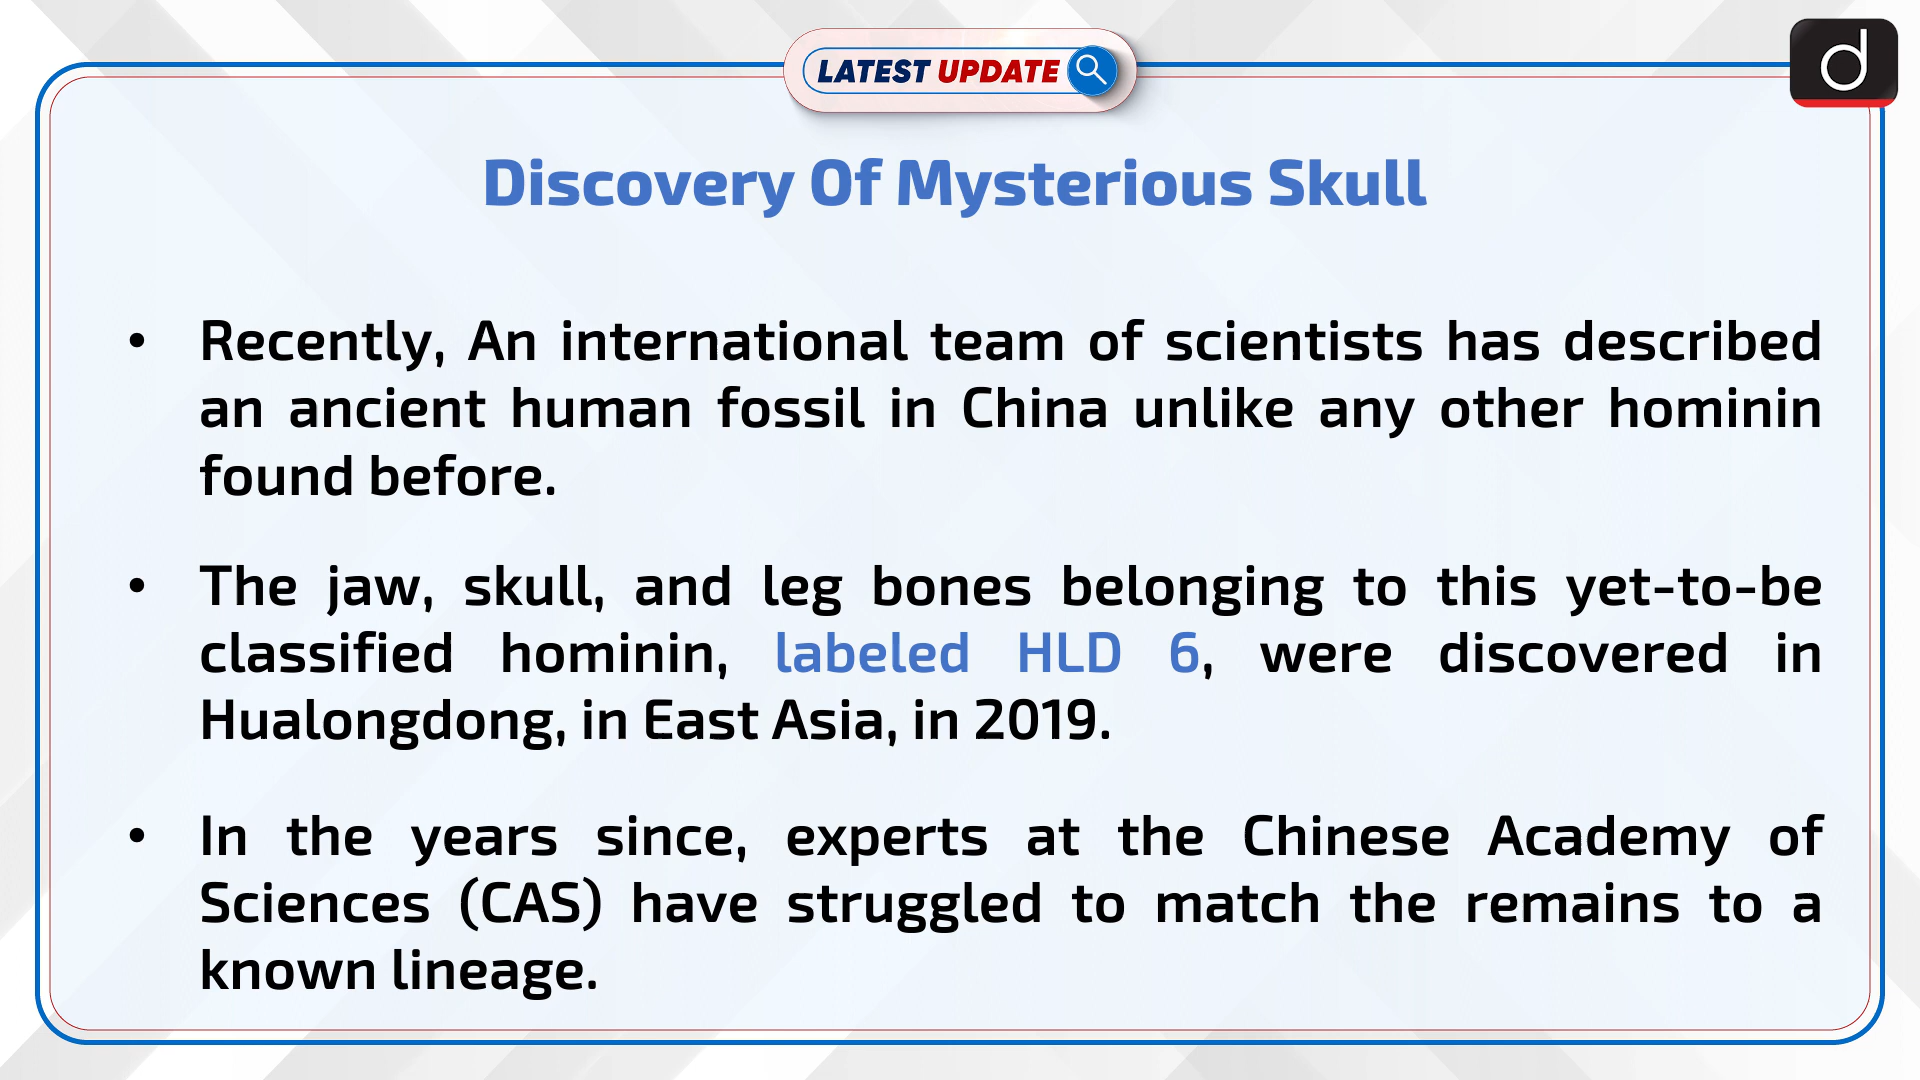 LATEST UPDATE
d
Discovery Of Mysterious Skull
• Recently, An international team of scientists has described
an ancient human fossil in China unlike any other hominin
found before.
• The jaw, skull, and leg bones belonging to this yet-to-be
classified hominin, labeled HLD 6, were discovered in
Hualongdong, in East Asia, in 2019.
• In the years since, experts at the Chinese Academy of
Sciences (CAS) have struggled to match the remains to a
known lineage.